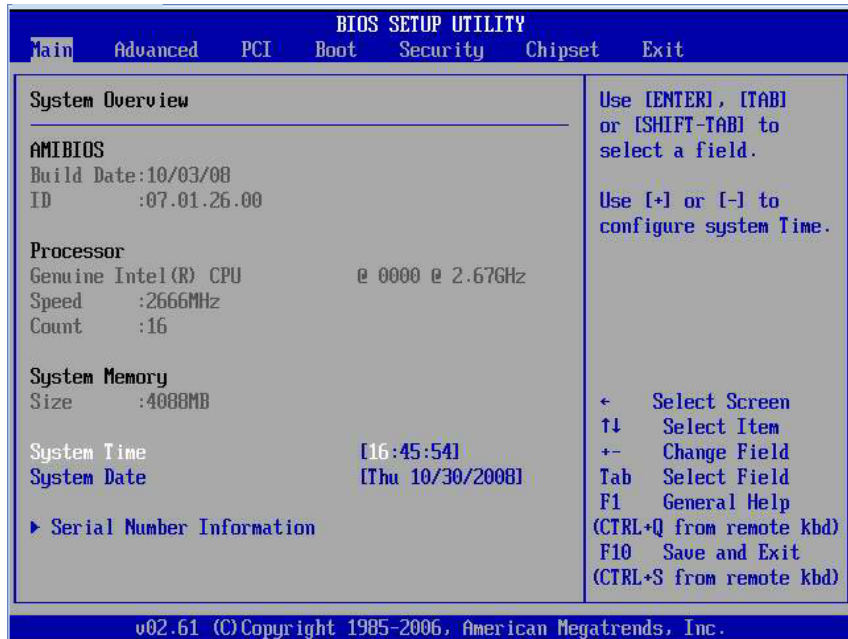 BIOS SETUP UTILITY
Main Advanced PCI Boot Security Chipset Exit
System Overview
AMIBIOS
Build Date:10/03/08
ID :07.01.26.00
Processor
Genuine Intel(R) CPU @ 0000 @ 2.67GHz
Speed :2666MHz
Count :16
System Memory
Size :4088MB
System Time [16:45:54]
System Date [Thu 10/30/2008]
▶ Serial Number Information
Use [ENTER], [TAB]
or [SHIFT-TAB] to
select a field.
Use [+] or [-] to
configure system Time.
← Select Screen
↑↓ Select Item
+- Change Field
Tab Select Field
F1 General Help
(CTRL+Q from remote kbd)
F10 Save and Exit
(CTRL+S from remote kbd)
v02.61 (C)Copyright 1985-2006, American Megatrends, Inc.